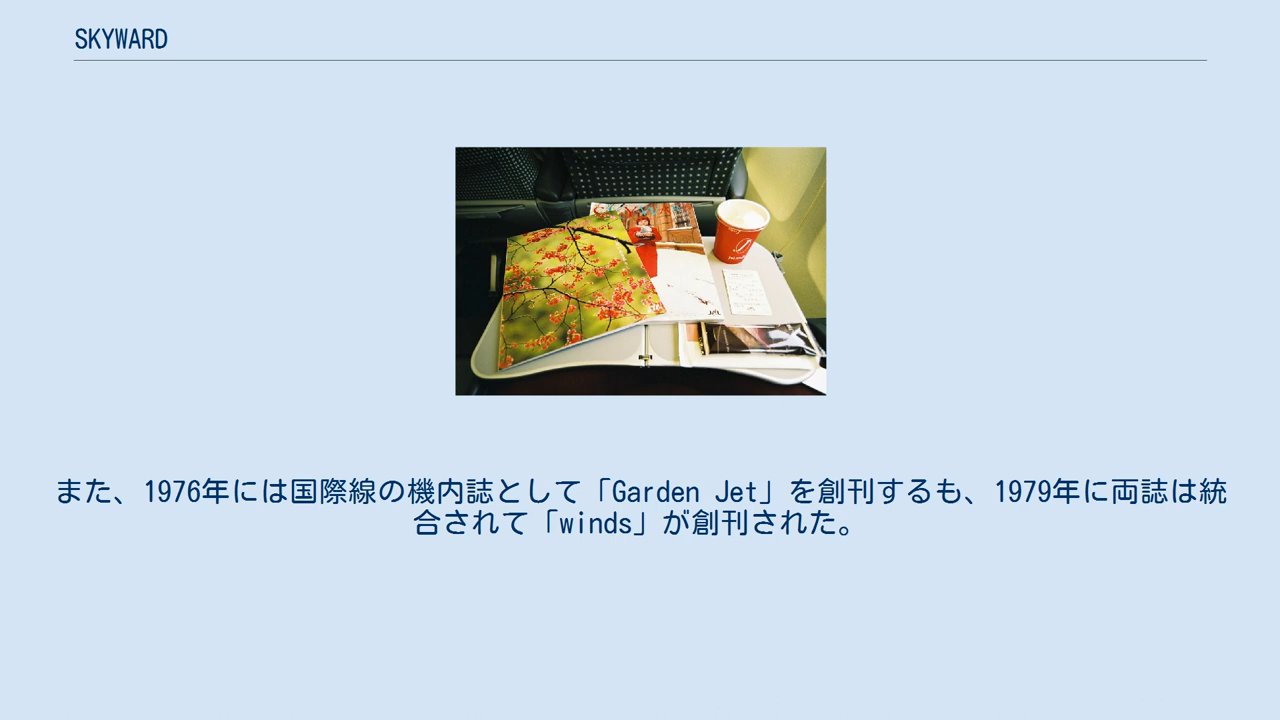 SKYWARD
また、1976年には国際線の機内誌として「Garden Jet」を創刊するも、1979年に両誌は統
合されて「winds」が創刊された。